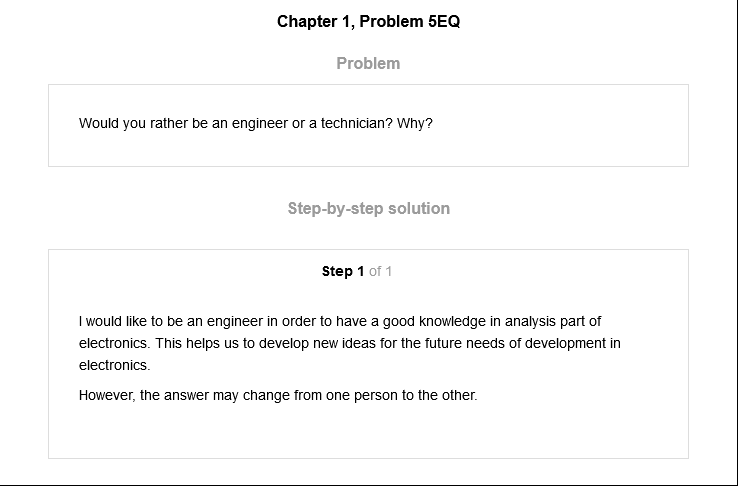 Chapter 1, Problem 5EQ
Problem
Would you rather be an engineer or a technician? Why?
Step-by-step solution
Step 1 of 1
I would like to be an engineer in order to have a good knowledge in analysis part of
electronics. This helps us to develop new ideas for the future needs of development in
electronics.
However, the answer may change from one person to the other.